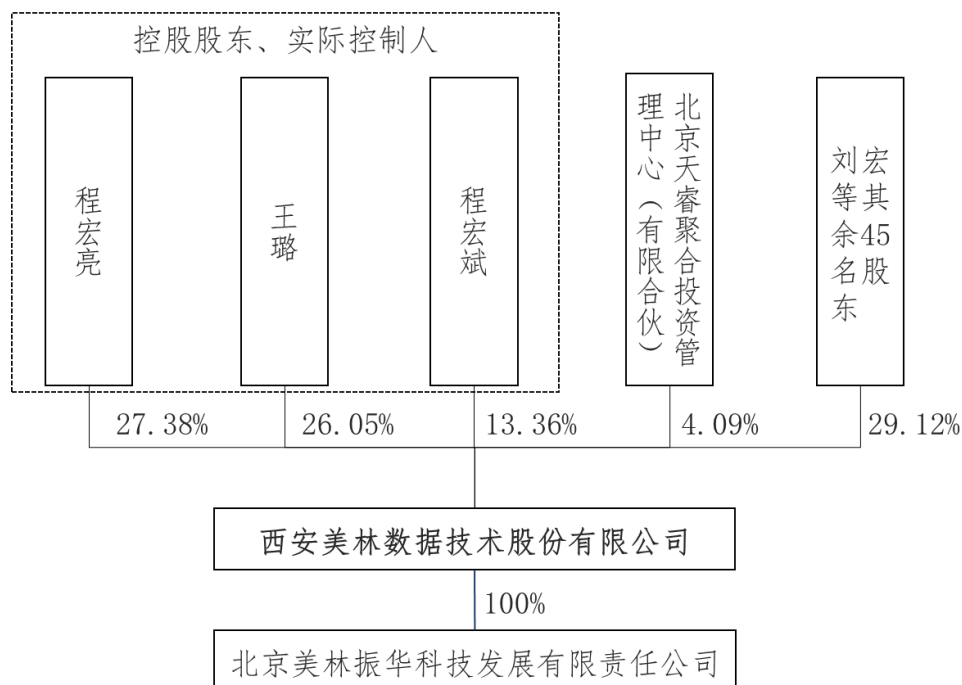 控股股东、实际控制人
程宏亮
王璐
程宏斌
北京天睿聚合投资管
理中心（有限合伙）
刘宏
等其
余45
名股
东
27.38%
26.05%
13.36%
4.09%
29.12%
西安美林数据技术股份有限公司
100%
北京美林振华科技发展有限责任公司